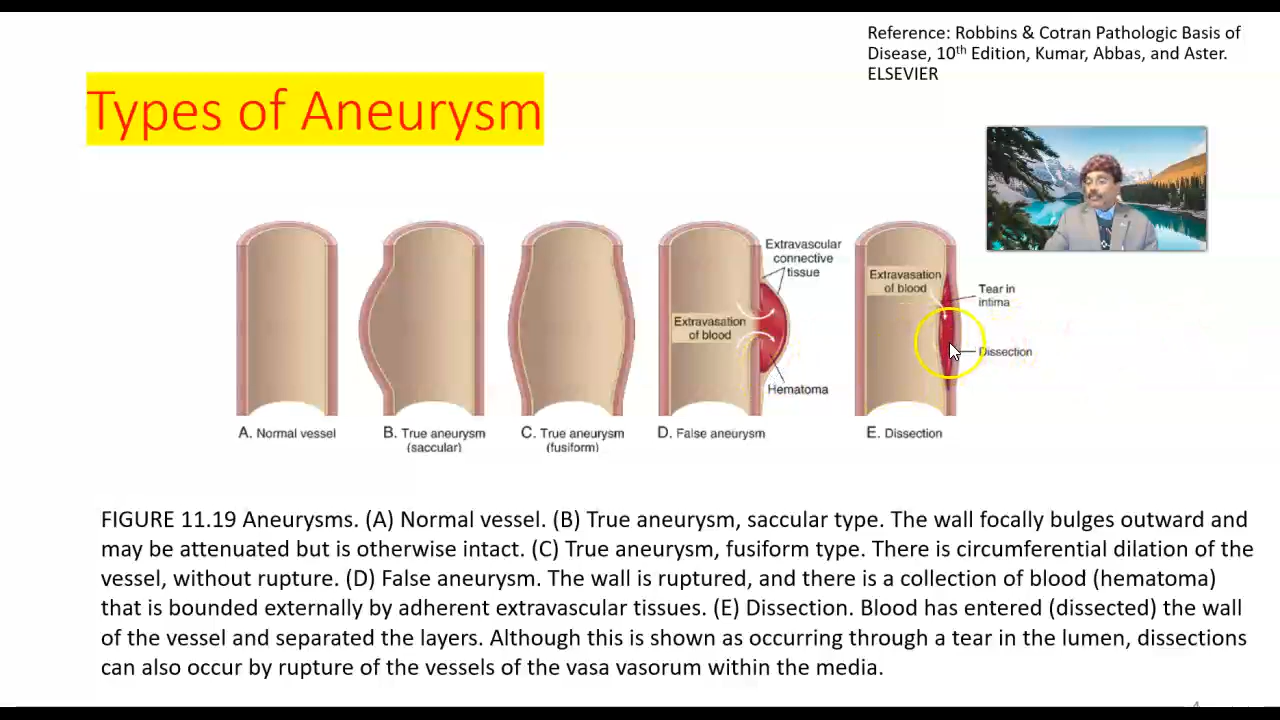 Reference: Robbins & Cotran Pathologic Basis of
Disease, 10th Edition, Kumar, Abbas, and Aster.
ELSEVIER
Types of Aneurysm
Extravascular
connective
tissue
Extravasation
of blood
Hematoma
Extravasation
of blood
Tear in
intima
Dissection
A. Normal vessel
B. True aneurysm
(saccular)
C. True aneurysm
(fusiform)
D. False aneurysm
E. Dissection
FIGURE 11.19 Aneurysms. (A) Normal vessel. (B) True aneurysm, saccular type. The wall focally bulges outward and
may be attenuated but is otherwise intact. (C) True aneurysm, fusiform type. There is circumferential dilation of the
vessel, without rupture. (D) False aneurysm. The wall is ruptured, and there is a collection of blood (hematoma)
that is bounded externally by adherent extravascular tissues. (E) Dissection. Blood has entered (dissected) the wall
of the vessel and separated the layers. Although this is shown as occurring through a tear in the lumen, dissections
can also occur by rupture of the vessels of the vasa vasorum within the media.